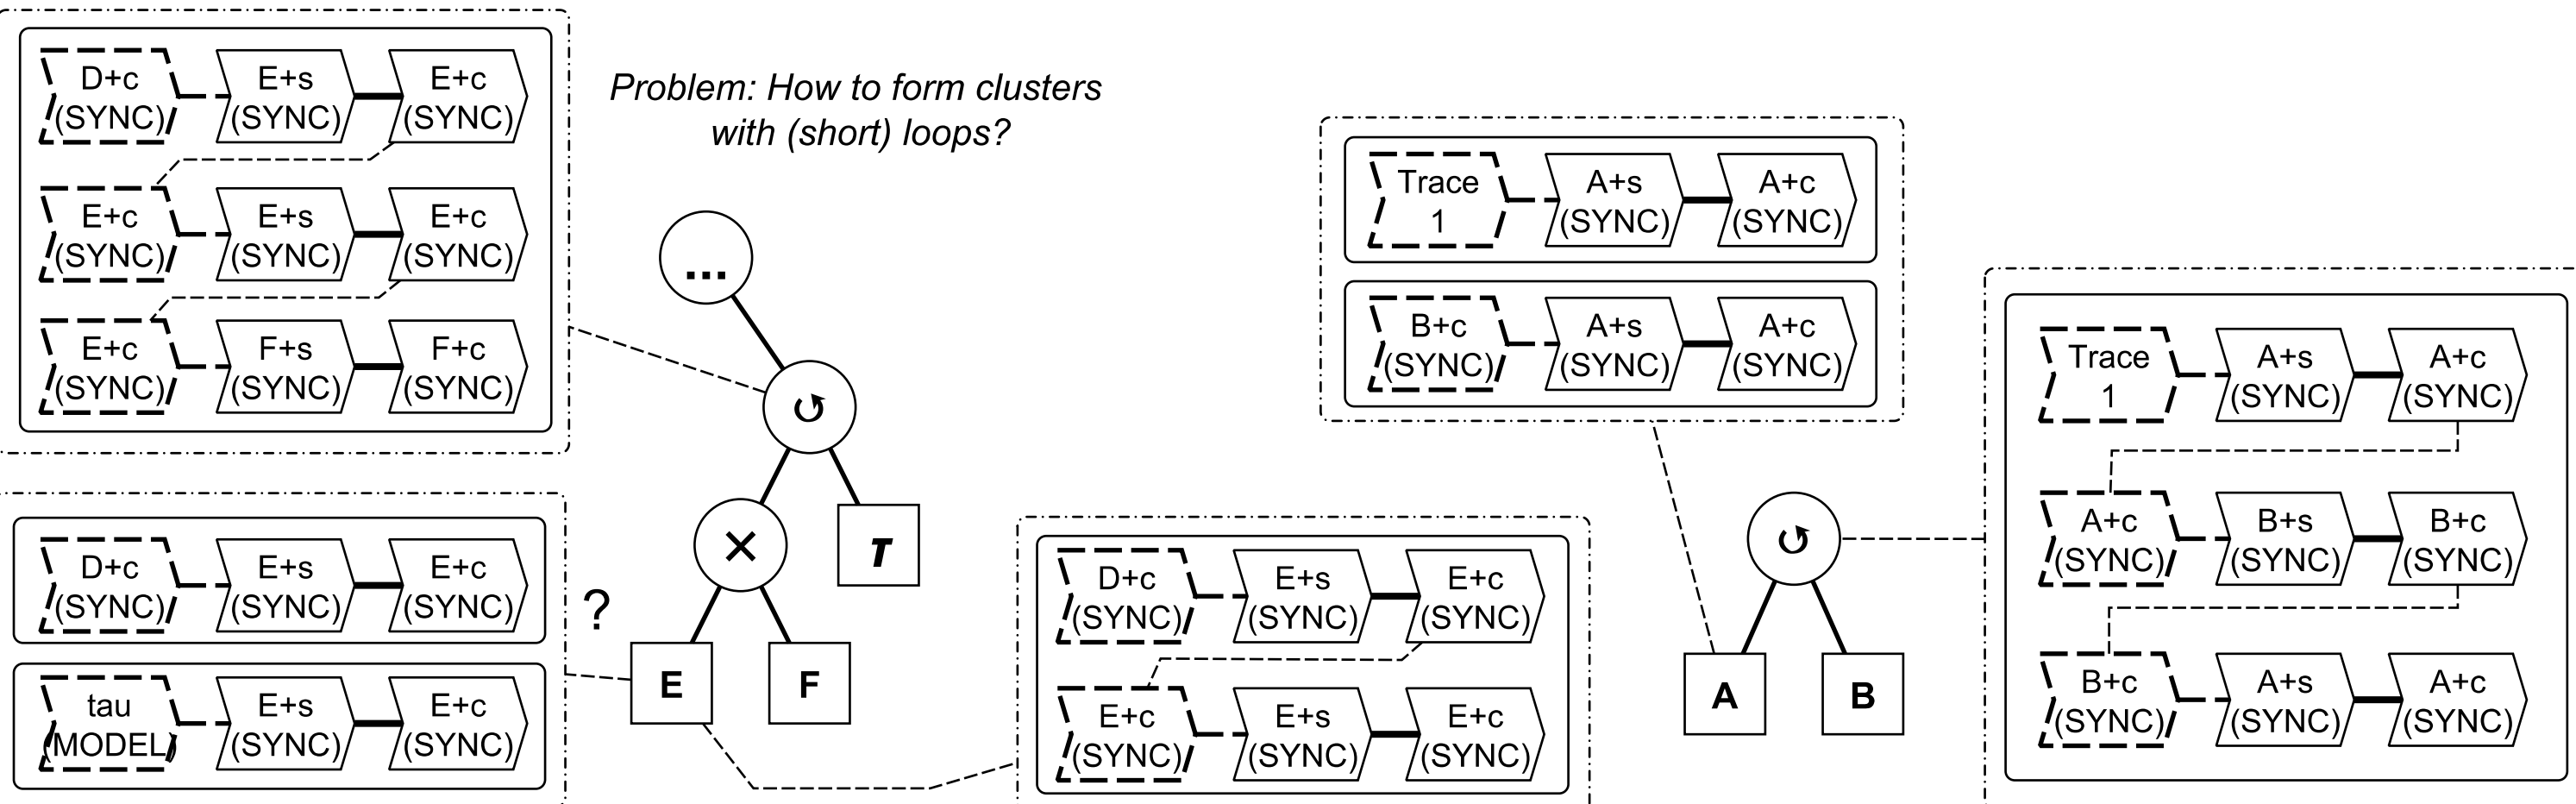 D+c
(SYNC)
E+s
(SYNC)
E+c
(SYNC)
E+c
(SYNC)
E+s
(SYNC)
E+c
(SYNC)
E+c
(SYNC)
F+s
(SYNC)
F+c
(SYNC)
Problem: How to form clusters
with (short) loops?
...
↺
×
τ
E
F
?
D+c
(SYNC)
E+s
(SYNC)
E+c
(SYNC)
tau
(MODEL)
E+s
(SYNC)
E+c
(SYNC)
D+c
(SYNC)
E+s
(SYNC)
E+c
(SYNC)
E+c
(SYNC)
E+s
(SYNC)
E+c
(SYNC)
Trace
1
A+s
(SYNC)
A+c
(SYNC)
B+c
(SYNC)
A+s
(SYNC)
A+c
(SYNC)
↺
A
B
Trace
1
A+s
(SYNC)
A+c
(SYNC)
A+c
(SYNC)
B+s
(SYNC)
B+c
(SYNC)
B+c
(SYNC)
A+s
(SYNC)
A+c
(SYNC)